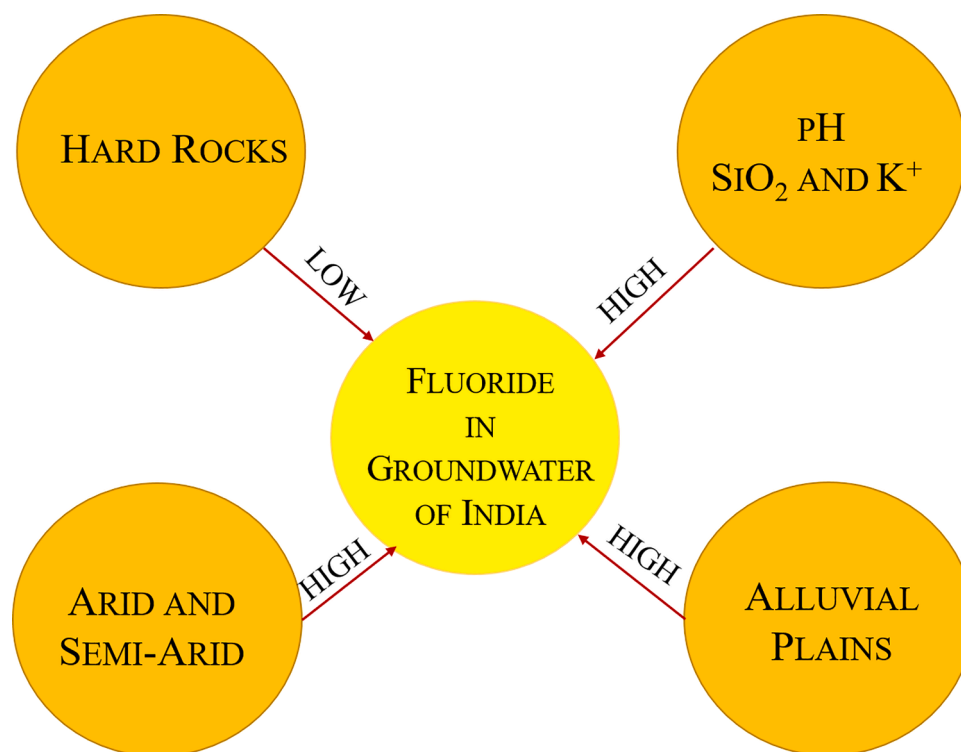 HARD ROCKS
pH
SIO₂ AND K⁺
LOW
HIGH
FLUORIDE
IN
GROUNDWATER
OF INDIA
HIGH
HIGH
ARID AND
SEMI-ARID
ALLUVIAL
PLAINS